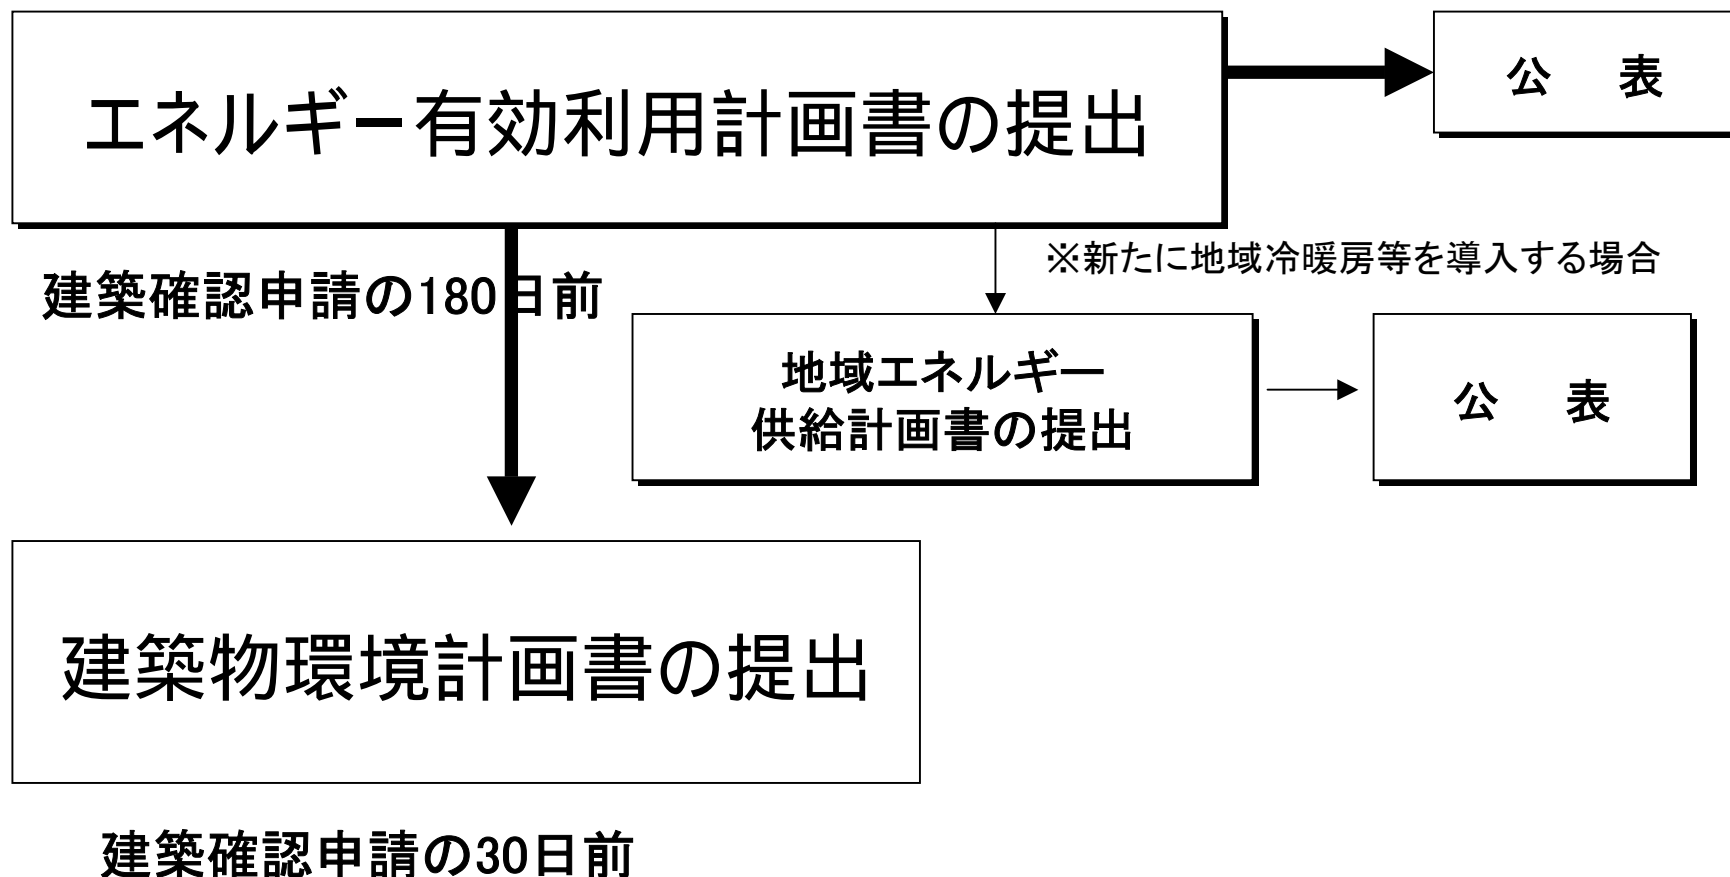 エネルギー有効利用計画書の提出
公　表
※新たに地域冷暖房等を導入する場合
建築確認申請の180日前
地域エネルギー
供給計画書の提出
公　表
建築物環境計画書の提出
建築確認申請の30日前